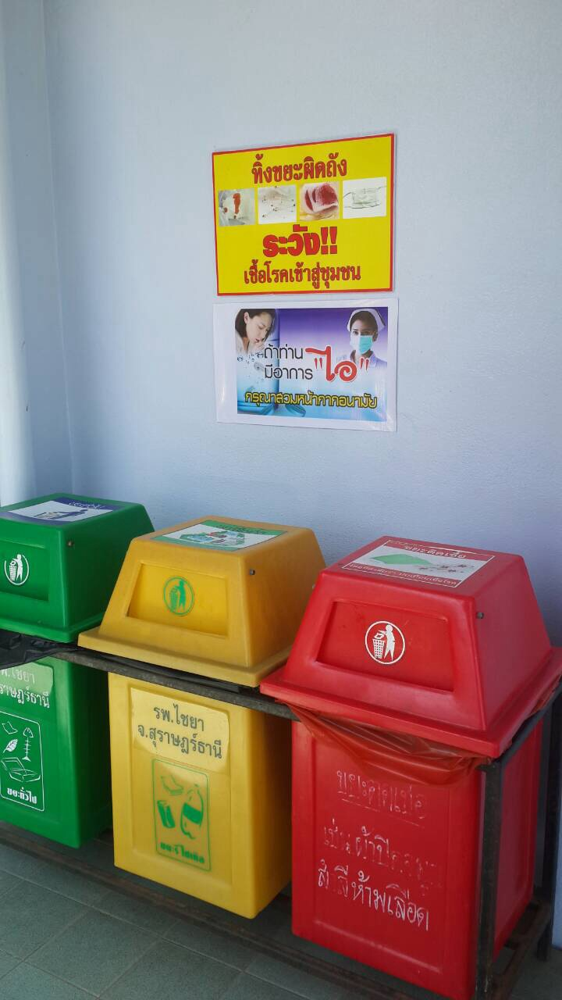 ทิ้งขยะผิดถัง
ระวัง!!
เชื้อโรคเข้าสู่ชุมชน
ถ้าท่าน
มีอาการ "ไอ"
กรุณาสวมหน้ากากอนามัย
ขยะติดเชื้อ
รพ.ไชยา
จ.สุราษฎร์ธานี
ขยะรีไซเคิล
ไชยา
สุราษฎร์ธานี
ขยะทั่วไป
ขยะติดเชื้อ
เช่นผ้าปิด
สำลีห้ามเลือด